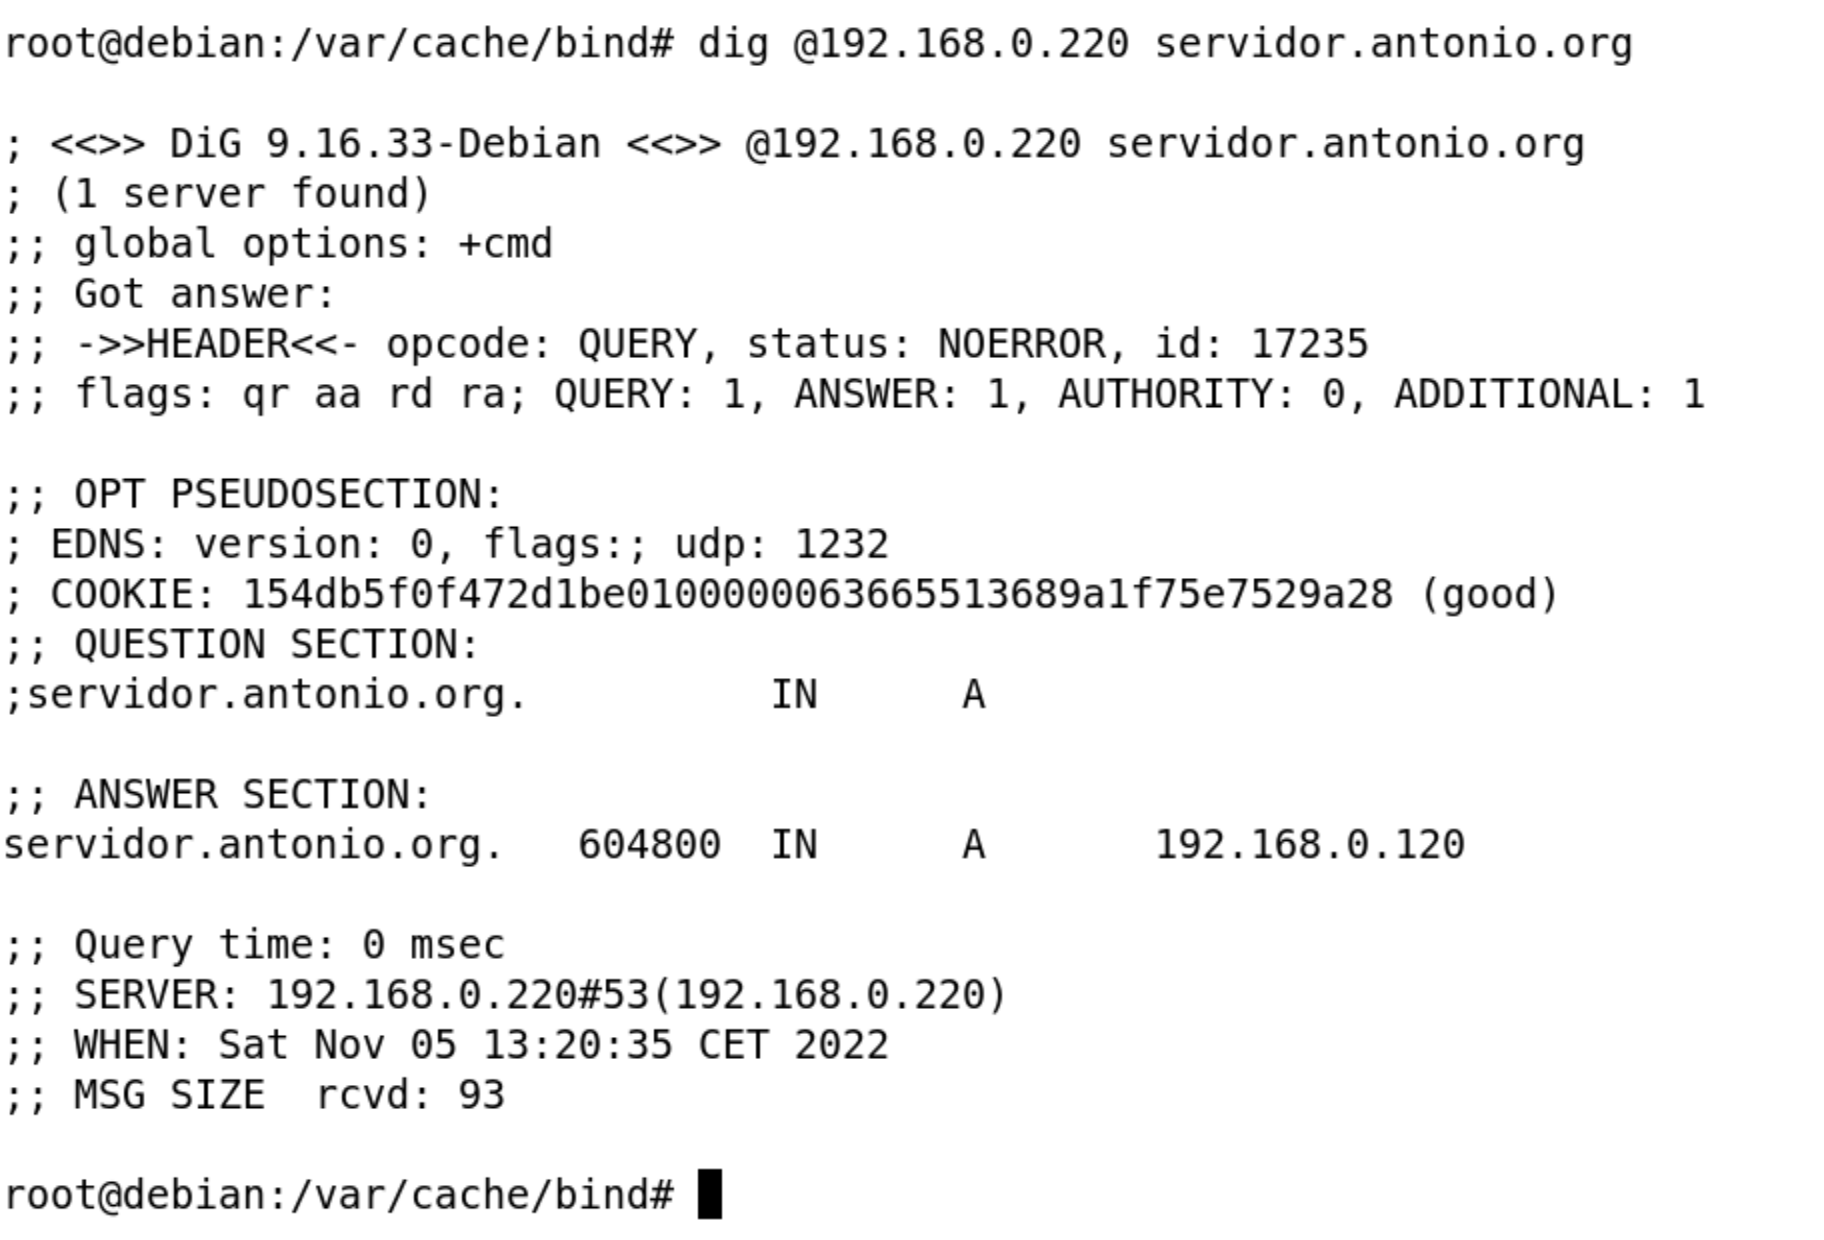 root@debian:/var/cache/bind# dig @192.168.0.220 servidor.antonio.org
; <<>> DiG 9.16.33-Debian <<>> @192.168.0.220 servidor.antonio.org
; (1 server found)
;; global options: +cmd
;; Got answer:
;; ->>HEADER<<- opcode: QUERY, status: NOERROR, id: 17235
;; flags: qr aa rd ra; QUERY: 1, ANSWER: 1, AUTHORITY: 0, ADDITIONAL: 1
;; OPT PSEUDOSECTION:
; EDNS: version: 0, flags:; udp: 1232
; COOKIE: 154db5f0f472d1be0100000063665513689a1f75e7529a28 (good)
;; QUESTION SECTION:
;servidor.antonio.org. IN A
;; ANSWER SECTION:
servidor.antonio.org. 604800 IN A 192.168.0.120
;; Query time: 0 msec
;; SERVER: 192.168.0.220#53(192.168.0.220)
;; WHEN: Sat Nov 05 13:20:35 CET 2022
;; MSG SIZE  rcvd: 93
root@debian:/var/cache/bind#